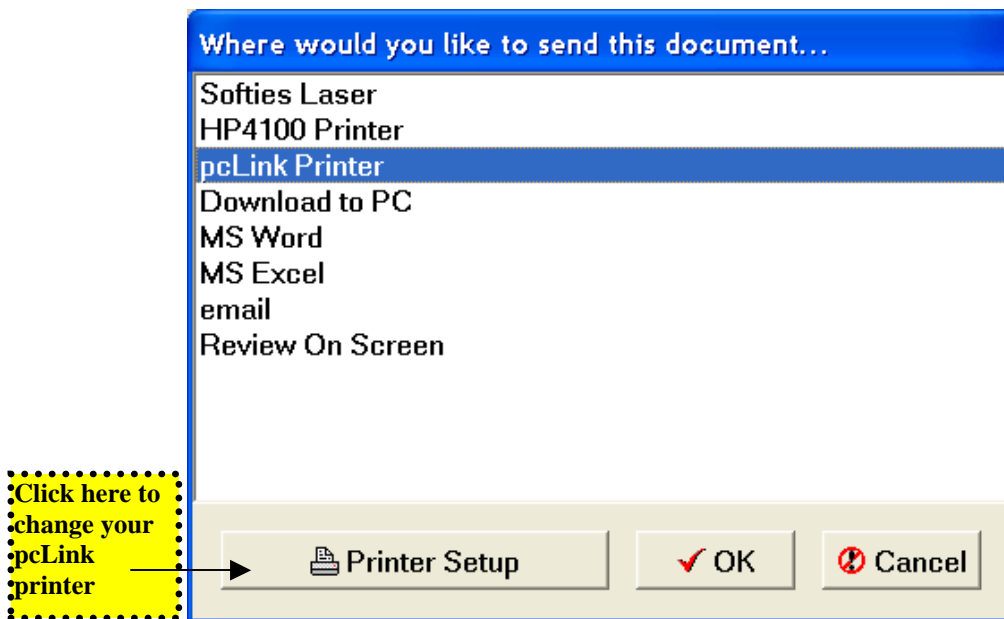 Where would you like to send this document...
Softies Laser
HP4100 Printer
pcLink Printer
Download to PC
MS Word
MS Excel
email
Review On Screen
Click here to
change your
pcLink
printer
Printer Setup
OK
Cancel